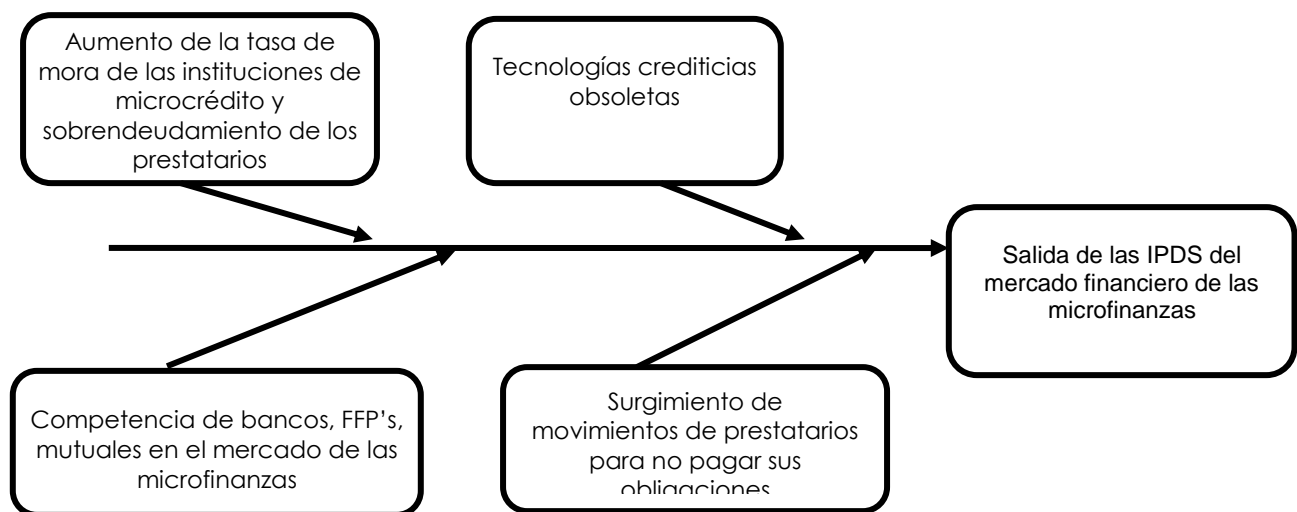 Aumento de la tasa de
mora de las instituciones de
microcrédito y
sobrendeudamiento de los
prestatarios
Tecnologías crediticias
obsoletas
Salida de las IPDS del
mercado financiero de las
microfinanzas
Competencia de bancos, FFP’s,
mutuales en el mercado de las
microfinanzas
Surgimiento de
movimientos de prestatarios
para no pagar sus
obligaciones